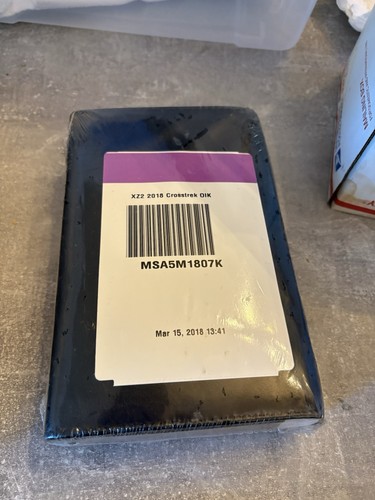 XZ2 2018 Crosstrek OIK
MSA5M1807K
Mar 15, 2018 13:41